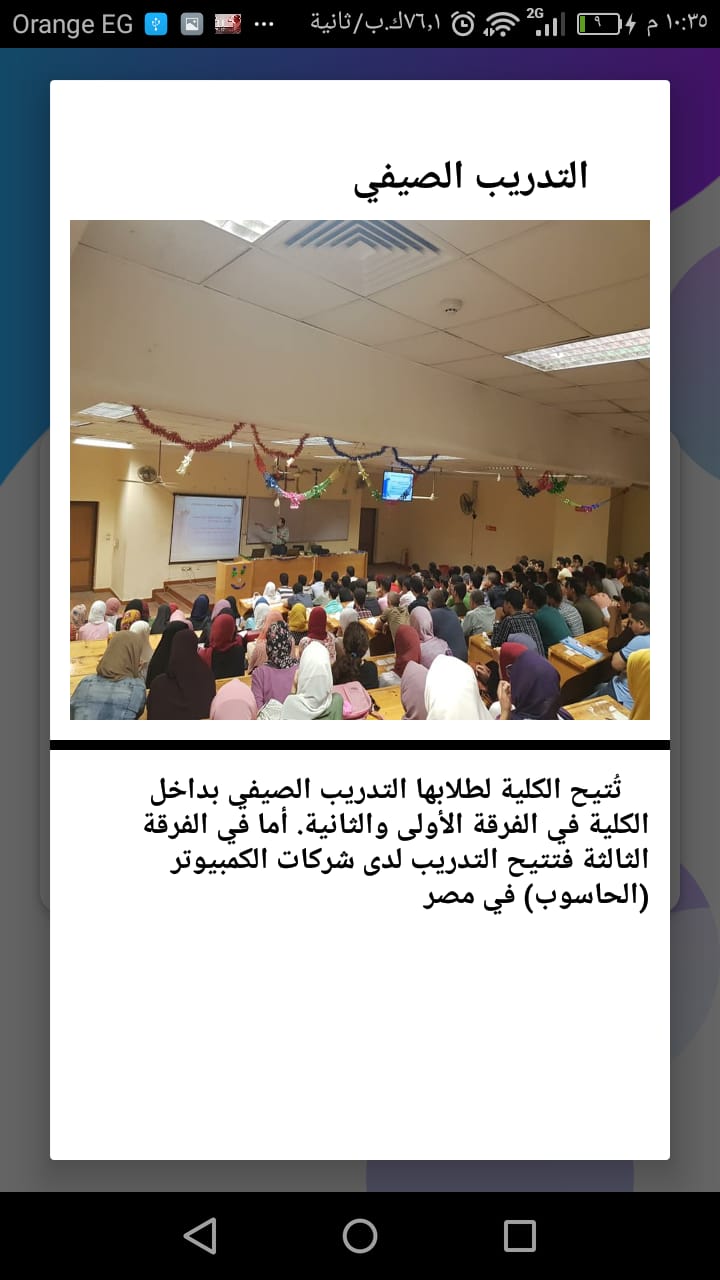 Orange EG ... ٧٦,١ك.ب/ثانية 2G ٩ ١٠:٣٥ م
التدريب الصيفي
تُتيح الكلية لطلابها التدريب الصيفي بداخل
الكلية في الفرقة الأولى والثانية. أما في الفرقة
الثالثة فتتيح التدريب لدى شركات الكمبيوتر
(الحاسوب) في مصر